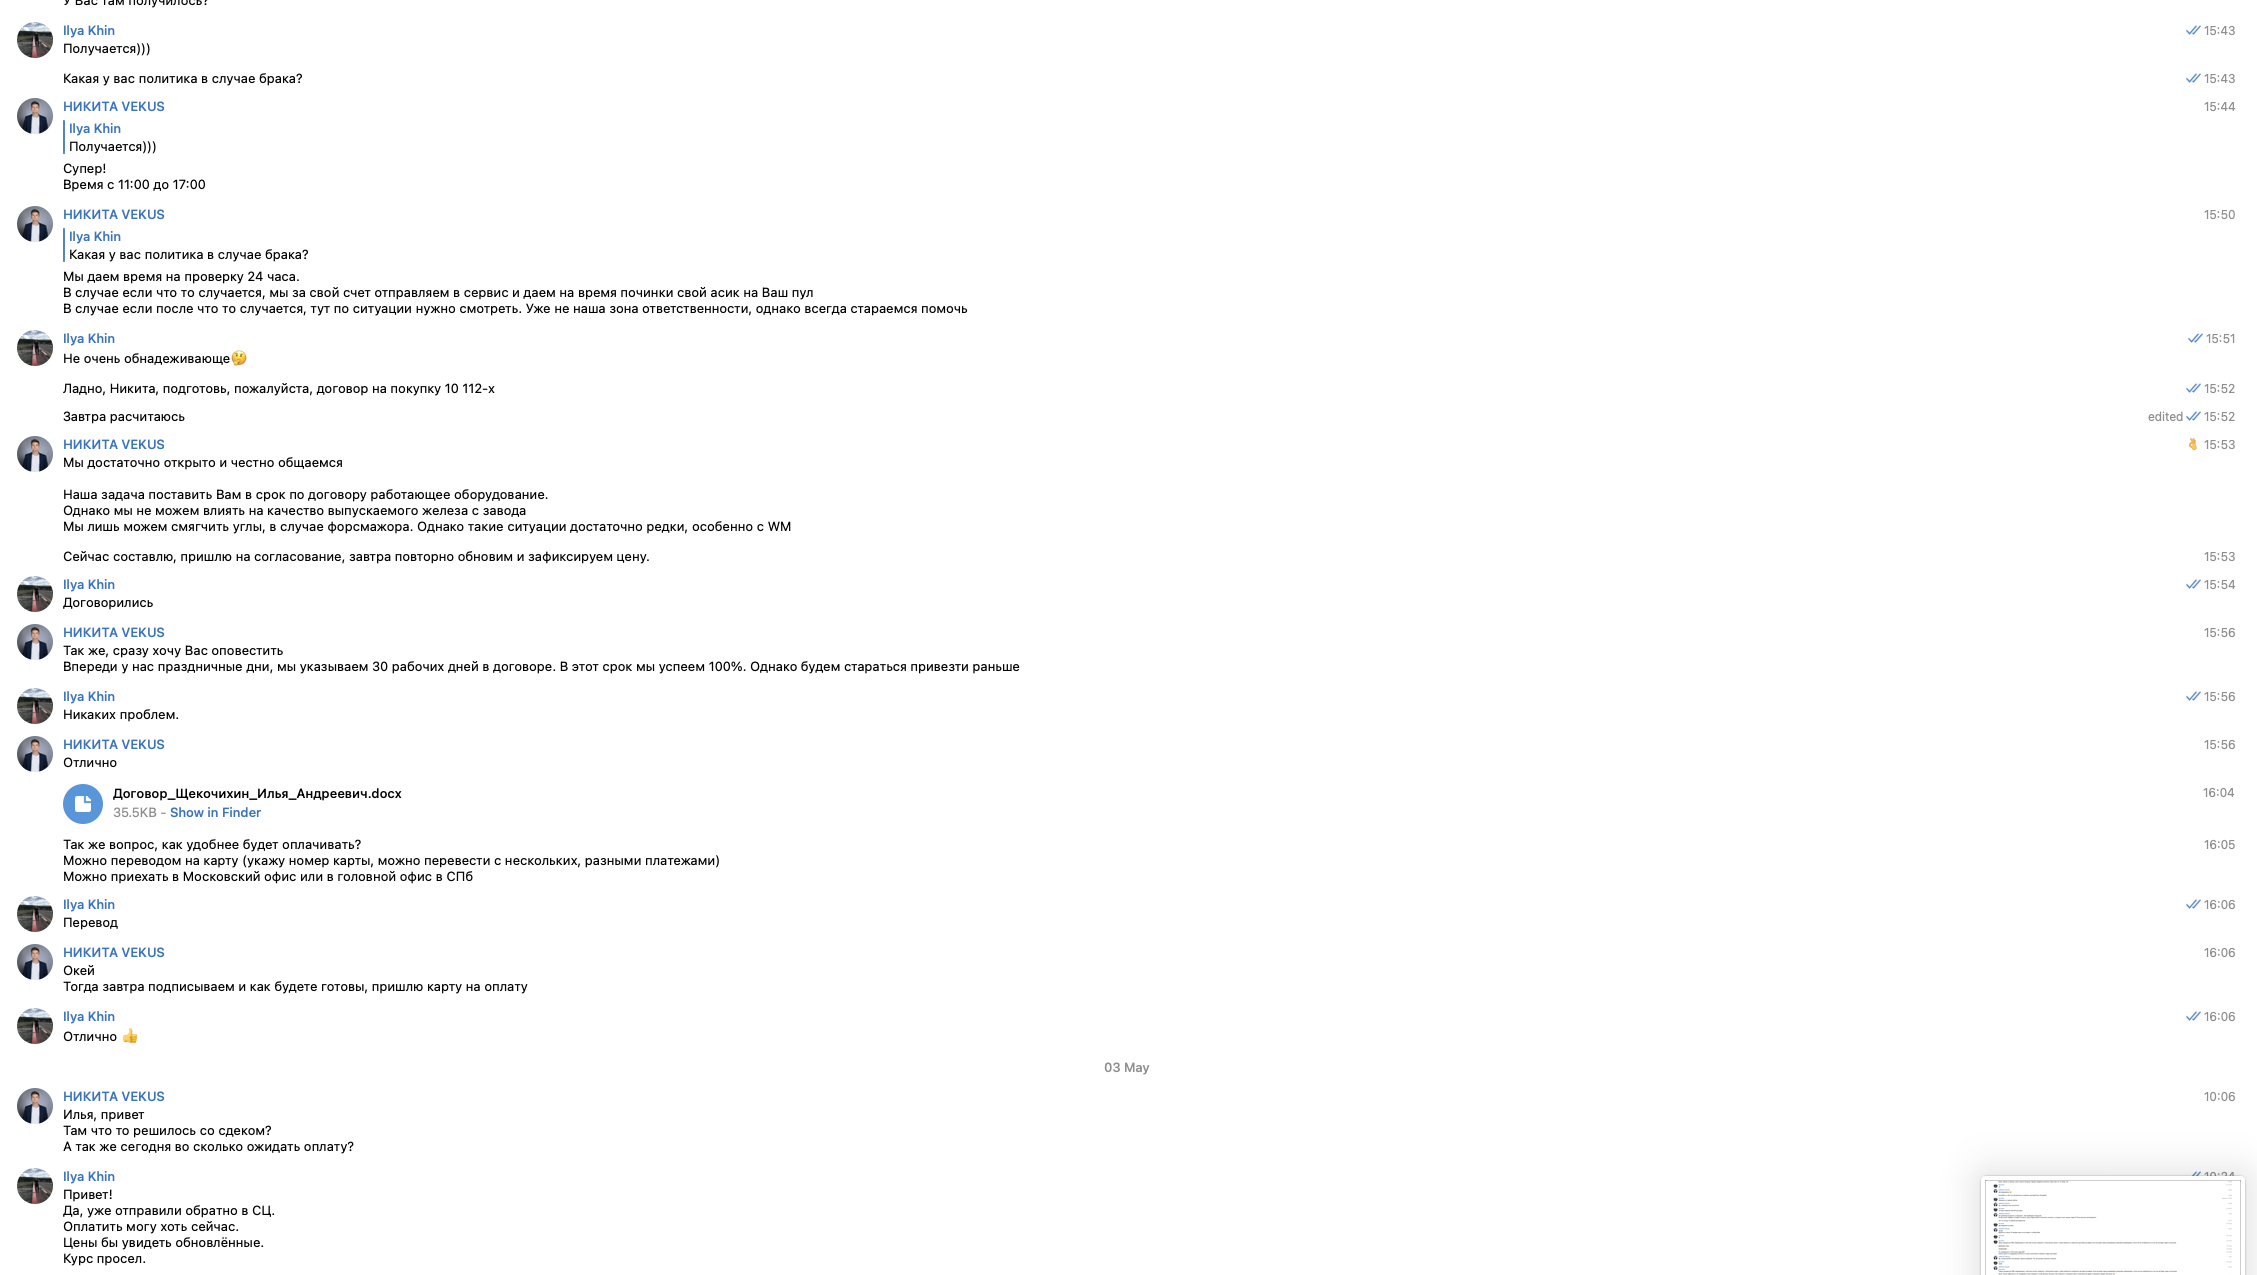 У Вас там получилось?
Ilya Khin 15:43
Получается)))
Какая у вас политика в случае брака? 15:43
НИКИТА VEKUS 15:44
Ilya Khin
Получается)))
Супер!
Время с 11:00 до 17:00
НИКИТА VEKUS 15:50
Ilya Khin
Какая у вас политика в случае брака?
Мы даем время на проверку 24 часа.
В случае если что то случается, мы за свой счет отправляем в сервис и даем на время починки свой асик на Ваш пул
В случае если после что то случается, тут по ситуации нужно смотреть. Уже не наша зона ответственности, однако всегда стараемся помочь
Ilya Khin 15:51
Не очень обнадеживающе🤔
Ладно, Никита, подготовь, пожалуйста, договор на покупку 10 112-х 15:52
Завтра расчитаюсь edited 15:52
НИКИТА VEKUS 👌 15:53
Мы достаточно открыто и честно общаемся
Наша задача поставить Вам в срок по договору работающее оборудование.
Однако мы не можем влиять на качество выпускаемого железа с завода
Мы лишь можем смягчить углы, в случае форсмажора. Однако такие ситуации достаточно редки, особенно с WM
Сейчас составлю, пришлю на согласование, завтра повторно обновим и зафиксируем цену. 15:53
Ilya Khin 15:54
Договорились
НИКИТА VEKUS 15:56
Так же, сразу хочу Вас оповестить
Впереди у нас праздничные дни, мы указываем 30 рабочих дней в договоре. В этот срок мы успеем 100%. Однако будем стараться привезти раньше
Ilya Khin 15:56
Никаких проблем.
НИКИТА VEKUS 15:56
Отлично
Договор_Щекочихин_Илья_Андреевич.docx 16:04
35.5KB - Show in Finder
Так же вопрос, как удобнее будет оплачивать? 16:05
Можно переводом на карту (укажу номер карты, можно перевести с нескольких, разными платежами)
Можно приехать в Московский офис или в головной офис в СПб
Ilya Khin 16:06
Перевод
НИКИТА VEKUS 16:06
Окей
Тогда завтра подписываем и как будете готовы, пришлю карту на оплату
Ilya Khin 16:06
Отлично 👍
03 May
НИКИТА VEKUS 10:06
Илья, привет
Там что то решилось со сдеком?
А так же сегодня во сколько ожидать оплату?
Ilya Khin
Привет!
Да, уже отправили обратно в СЦ.
Оплатить могу хоть сейчас.
Цены бы увидеть обновлённые.
Курс просел.